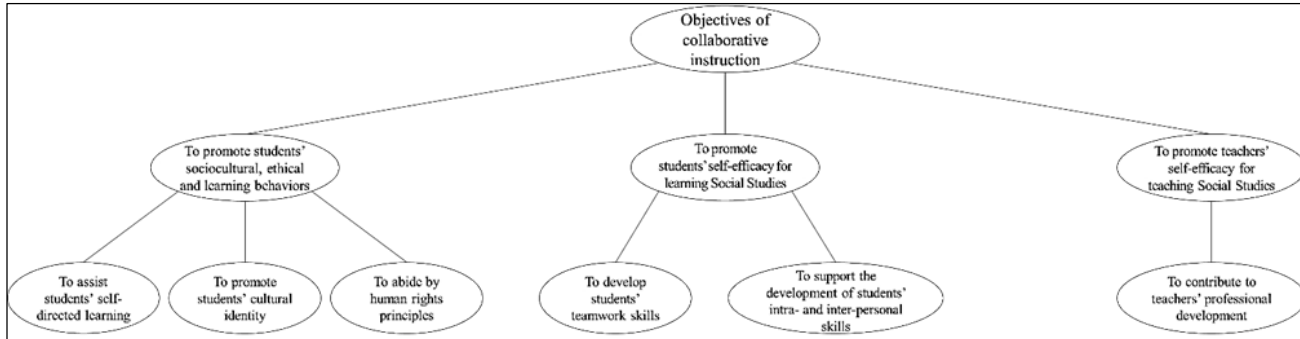 Objectives of
collaborative
instruction
To promote students'
sociocultural, ethical
and learning behaviors
To promote
students' self-efficacy for
learning Social Studies
To promote teachers'
self-efficacy for
teaching Social Studies
To assist
students' self-
directed learning
To promote
students' cultural
identity
To abide by
human rights
principles
To develop
students'
teamwork skills
To support the
development of students'
intra- and inter-personal
skills
To contribute to
teachers' professional
development